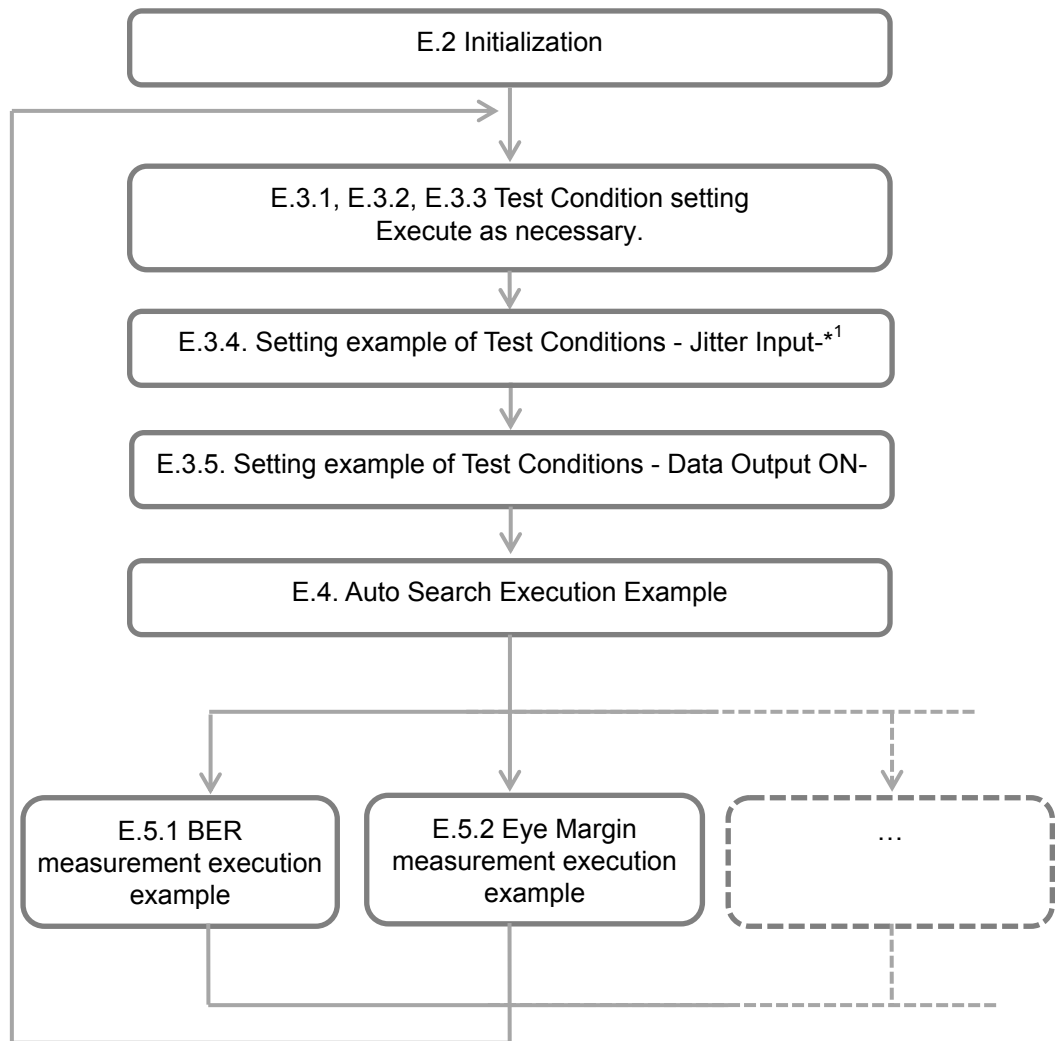 E.2 Initialization
E.3.1, E.3.2, E.3.3 Test Condition setting
Execute as necessary.
E.3.4. Setting example of Test Conditions - Jitter Input-*1
E.3.5. Setting example of Test Conditions - Data Output ON-
E.4. Auto Search Execution Example
E.5.1 BER
measurement execution
example
E.5.2 Eye Margin
measurement execution
example
…